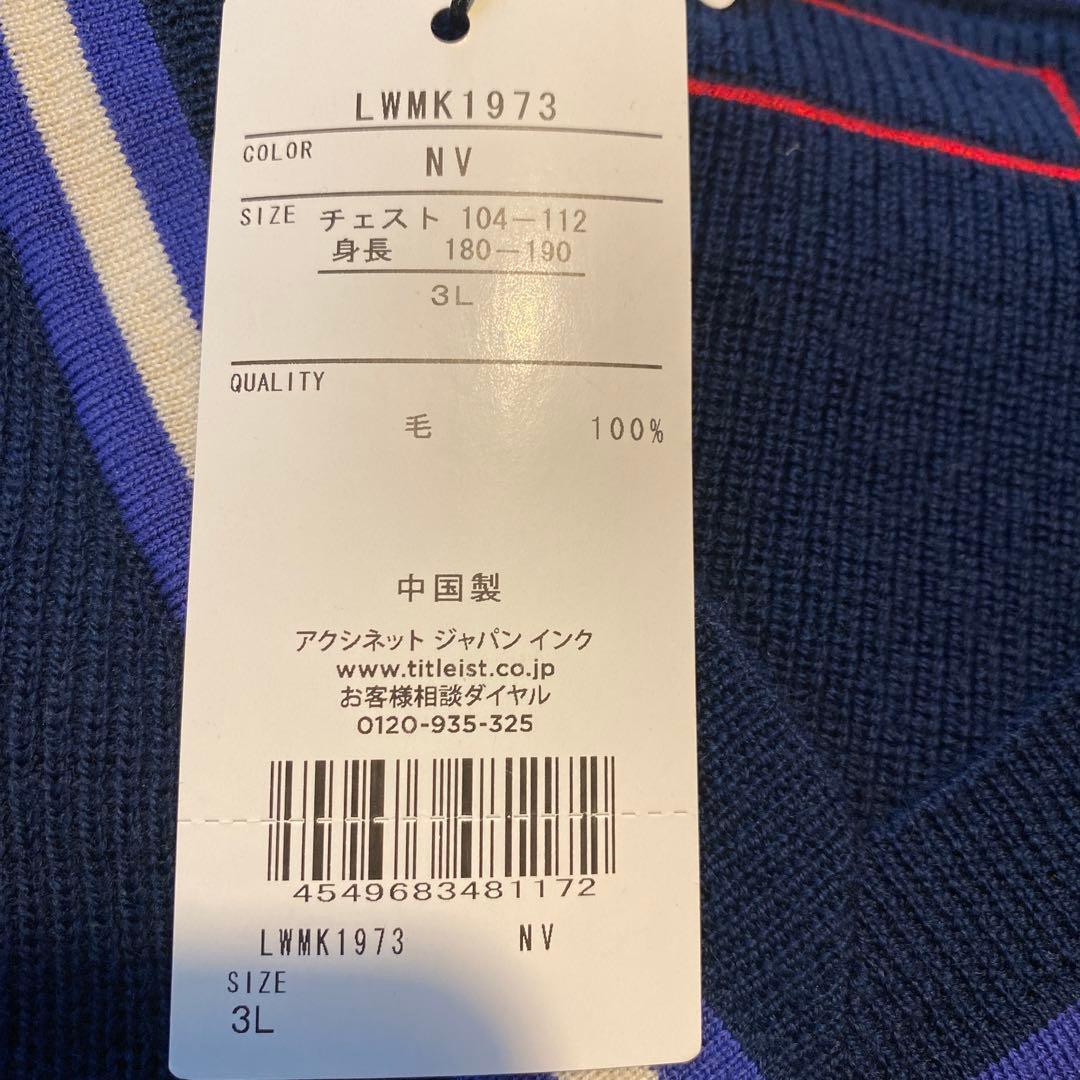 LWMK1973
COLOR NV
SIZE チェスト 104-112
身長 180-190
3L
QUALITY
毛 100%
中国製
アクシネット ジャパン インク
www.titleist.co.jp
お客様相談ダイヤル
0120-935-325
4549683481172
LWMK1973 NV
SIZE
3L